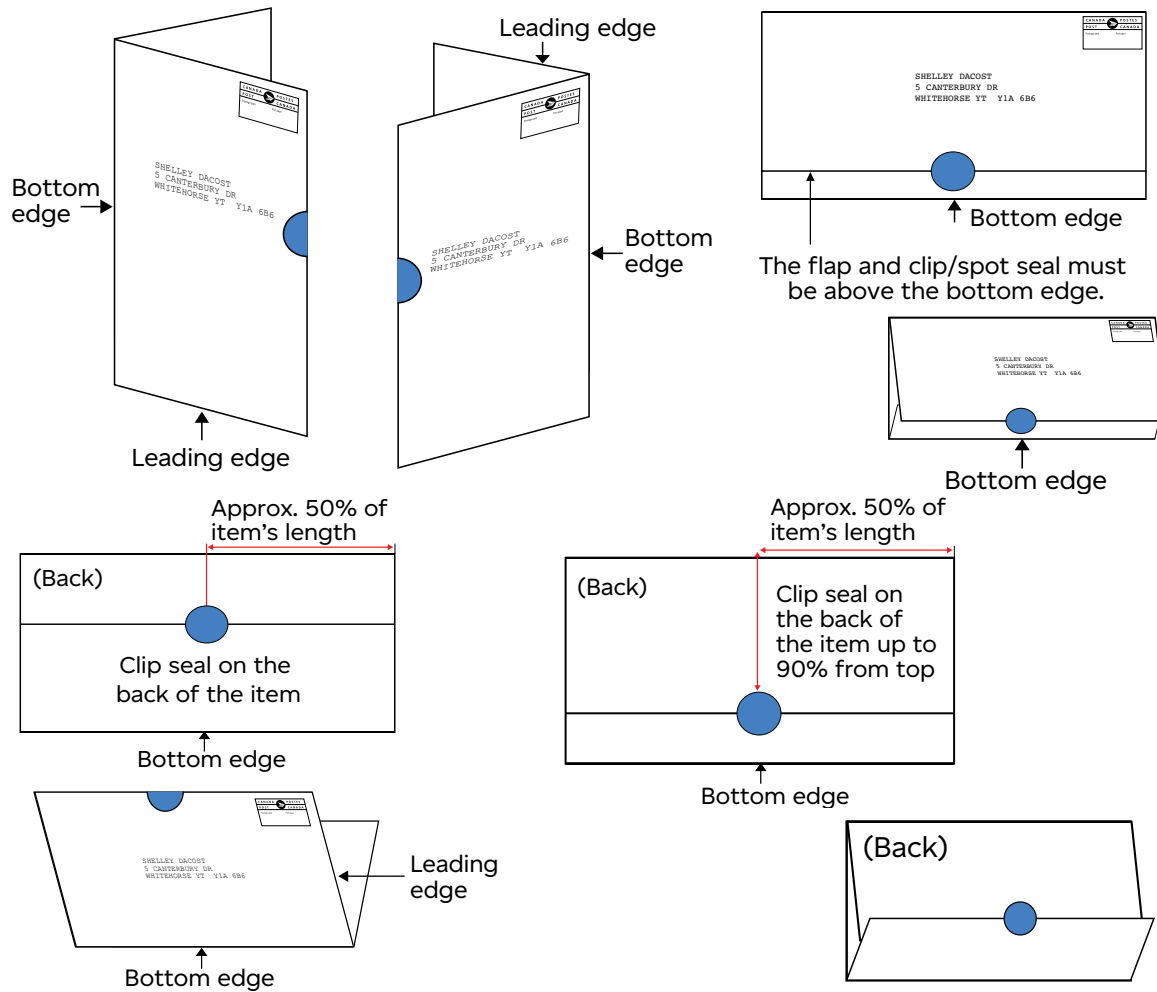 Leading edge
CANADA POSTES
POST CANADA
SHELLEY DACOST
5 CANTERBURY DR
WHITEHORSE YT Y1A 6B6
Bottom
edge
Leading edge
CANADA POSTES
POST CANADA
SHELLEY DACOST
5 CANTERBURY DR
WHITEHORSE YT Y1A 6B6
Bottom
edge
CANADA POSTES
POST CANADA
SHELLEY DACOST
5 CANTERBURY DR
WHITEHORSE YT Y1A 6B6
Bottom edge
The flap and clip/spot seal must
be above the bottom edge.
CANADA POSTES
POST CANADA
SHELLEY DACOST
5 CANTERBURY DR
WHITEHORSE YT Y1A 6B6
Bottom edge
Approx. 50% of
item's length
(Back)
Clip seal on the
back of the item
Bottom edge
Approx. 50% of
item's length
(Back)
Clip seal on
the back of
the item up to
90% from top
Bottom edge
CANADA POSTES
POST CANADA
SHELLEY DACOST
5 CANTERBURY DR
WHITEHORSE YT Y1A 6B6
Leading
edge
Bottom edge
(Back)